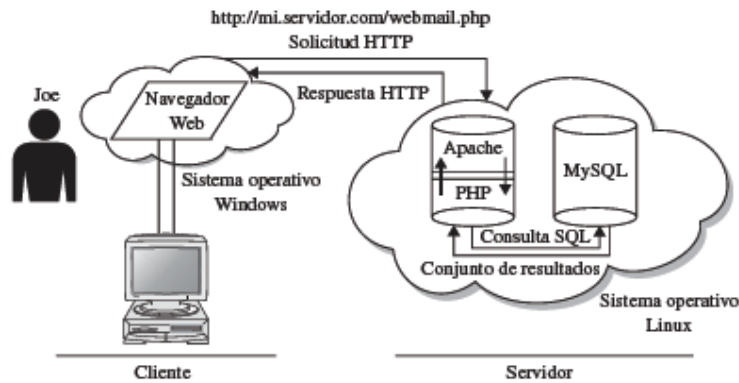 http://mi.servidor.com/webmail.php
Solicitud HTTP
Respuesta HTTP
Joe
Navegador
Web
Sistema operativo
Windows
Apache
PHP
MySQL
Consulta SQL
Conjunto de resultados
Sistema operativo
Linux
Cliente
Servidor